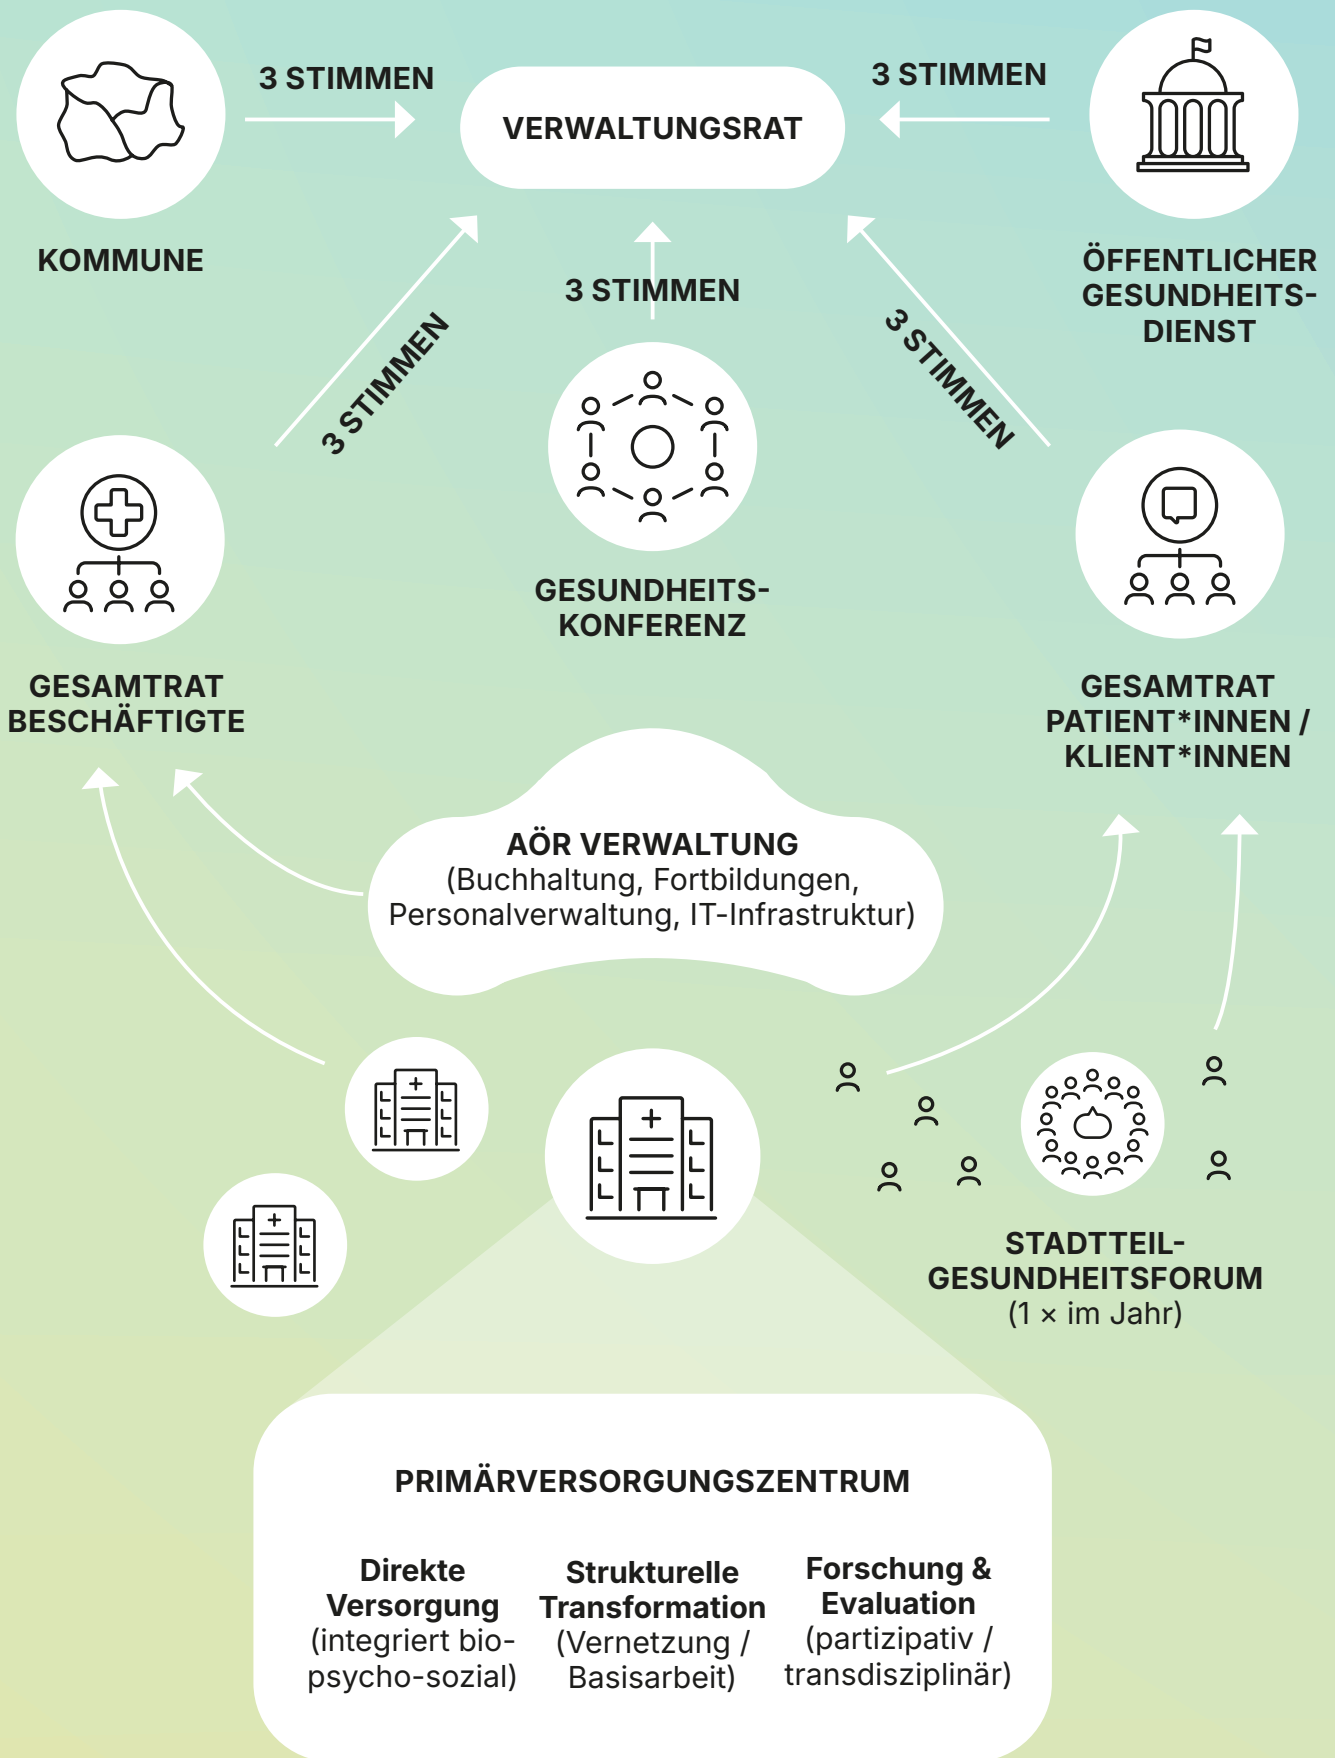 3 STIMMEN
VERWALTUNGSRAT
3 STIMMEN
KOMMUNE
ÖFFENTLICHER
GESUNDHEITS-
DIENST
3 STIMMEN
3 STIMMEN
3 STIMMEN
GESUNDHEITS-
KONFERENZ
GESAMTRAT
BESCHÄFTIGTE
GESAMTRAT
PATIENT*INNEN /
KLIENT*INNEN
AÖR VERWALTUNG
(Buchhaltung, Fortbildungen,
Personalverwaltung, IT-Infrastruktur)
STADTTEIL-
GESUNDHEITSFORUM
(1 × im Jahr)
PRIMÄRVERSORGUNGSZENTRUM
Direkte
Versorgung
(integriert bio-
psycho-sozial)
Strukturelle
Transformation
(Vernetzung /
Basisarbeit)
Forschung &
Evaluation
(partizipativ /
transdisziplinär)